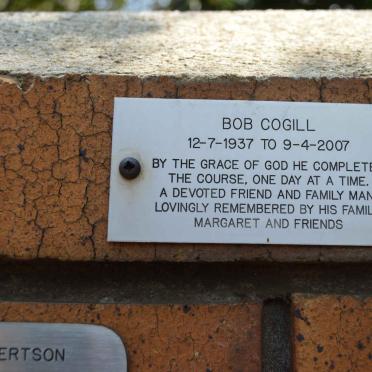 BOB COGILL
12-7-1937 TO 9-4-2007
BY THE GRACE OF GOD HE COMPLETE
THE COURSE, ONE DAY AT A TIME.
A DEVOTED FRIEND AND FAMILY MAN
LOVINGLY REMEMBERED BY HIS FAMIL
MARGARET AND FRIENDS
ERTSON